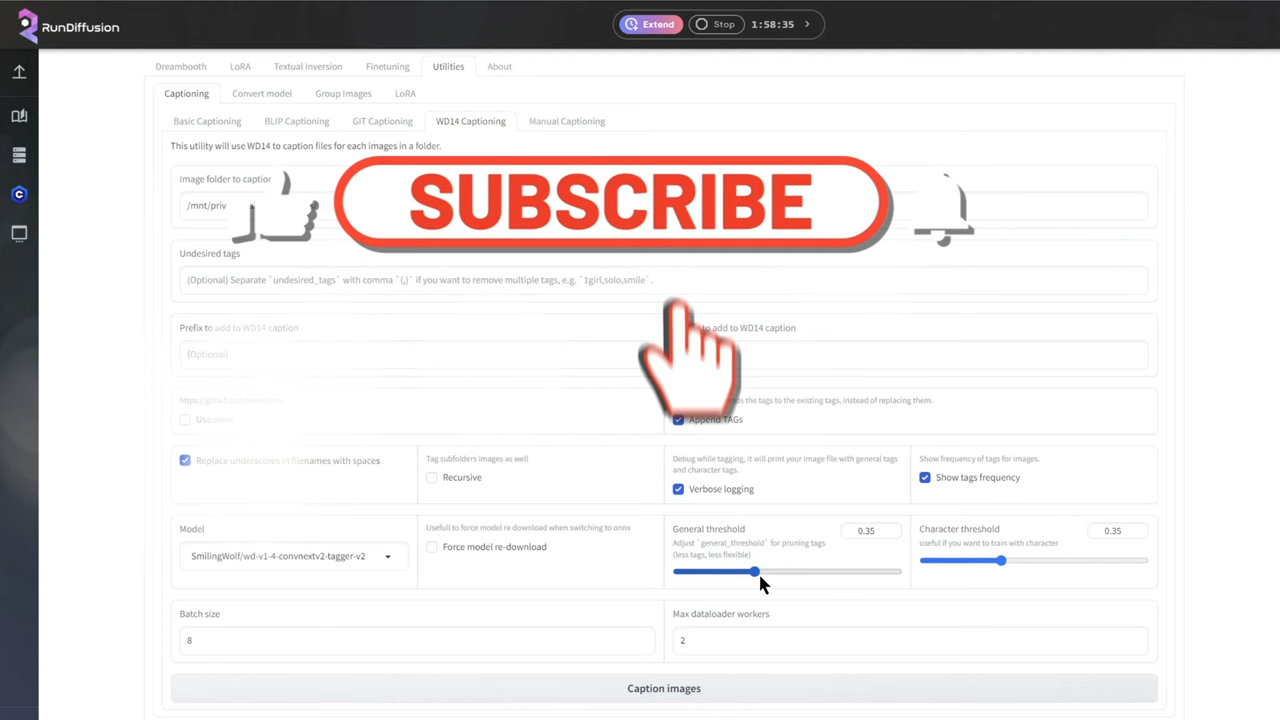 RunDiffusion
Extend
Stop
1:58:35
Dreambooth LoRA Textual Inversion Finetuning Utilities About
Captioning Convert model Group Images LoRA
Basic Captioning BLIP Captioning GIT Captioning WD14 Captioning Manual Captioning
This utility will use WD14 to caption files for each images in a folder.
Image folder to caption
/mnt/priv
SUBSCRIBE
Undesired tags
(Optional) Separate `undesired_tags` with comma `(,)` if you want to remove multiple tags, e.g. `1girl,solo,smile`.
Prefix to add to WD14 caption
to add to WD14 caption
(Optional)
the tags to the existing tags, instead of replacing them.
Use onnx
Append TAGs
Replace underscores in filenames with spaces
Tag subfolders images as well
Recursive
Debug while tagging, it will print your image file with general tags
and character tags.
Verbose logging
Show frequency of tags for images.
Show tags frequency
Model
SmilingWolf/wd-v1-4-convnextv2-tagger-v2
Usefull to force model re download when switching to onnx
Force model re-download
General threshold
0.35
Adjust `general_threshold` for pruning tags
(less tags, less flexible)
Character threshold
0.35
useful if you want to train with character
Batch size
8
Max dataloader workers
2
Caption images